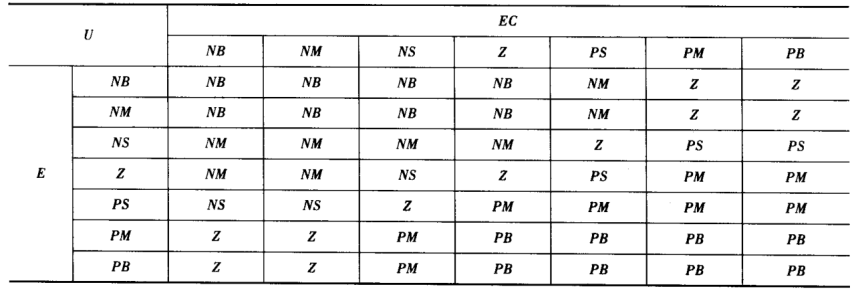 U EC
NB NM NS Z PS PM PB
NB NB NB NB NB NM Z Z
NM NB NB NB NB NM Z Z
NS NM NM NM NM Z PS PS
E Z NM NM NS Z PS PM PM
PS NS NS Z PM PM PM PM
PM Z Z PM PB PB PB PB
PB Z Z PM PB PB PB PB